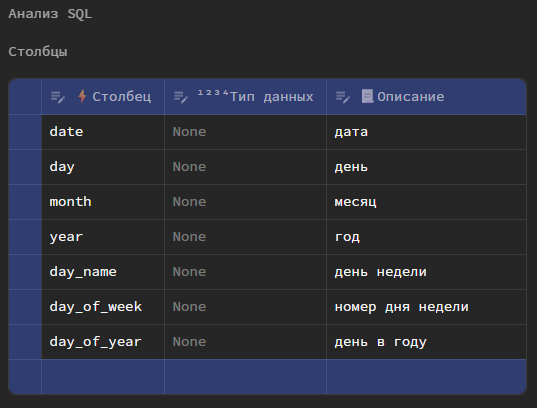 Анализ SQL
Столбцы
Столбец ¹²³⁴Тип данных Описание
date None дата
day None день
month None месяц
year None год
day_name None день недели
day_of_week None номер дня недели
day_of_year None день в году